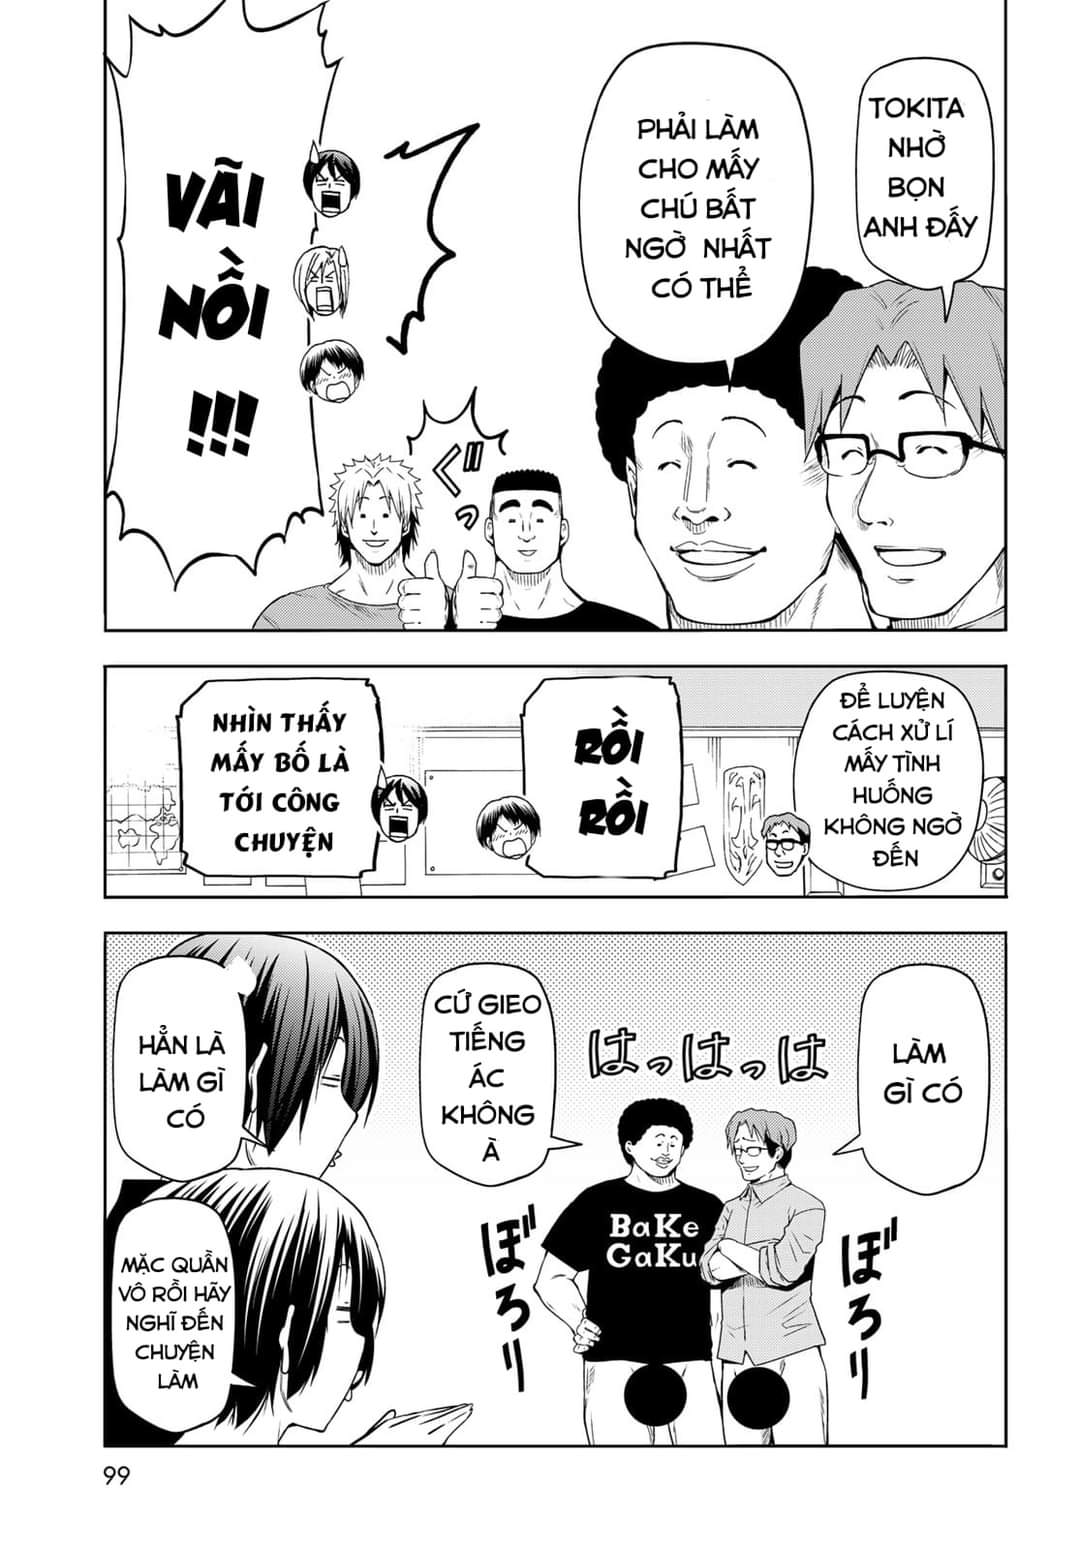 TOKITA
NHỜ
BỌN
ANH ĐẤY
PHẢI LÀM
CHO MẤY
CHÚ BẤT
NGỜ NHẤT
CÓ THỂ
グッ
VÃI
NỒI
!!!
ĐỂ LUYỆN
CÁCH XỬ LÍ
MẤY TÌNH
HUỐNG
KHÔNG NGỜ
ĐẾN
RỒI
RỒI
NHÌN THẤY
MẤY BỐ LÀ
TỚI CÔNG
CHUYỆN
LÀM
GÌ CÓ
はっはっは
CỨ GIEO
TIẾNG
ÁC
KHÔNG
À
BaKe
GaKu
ぼろり
ぼろり
HẲN LÀ
LÀM GÌ
CÓ
MẶC QUẦN
VÔ RỒI HÃY
NGHĨ ĐẾN
CHUYỆN
LÀM
99